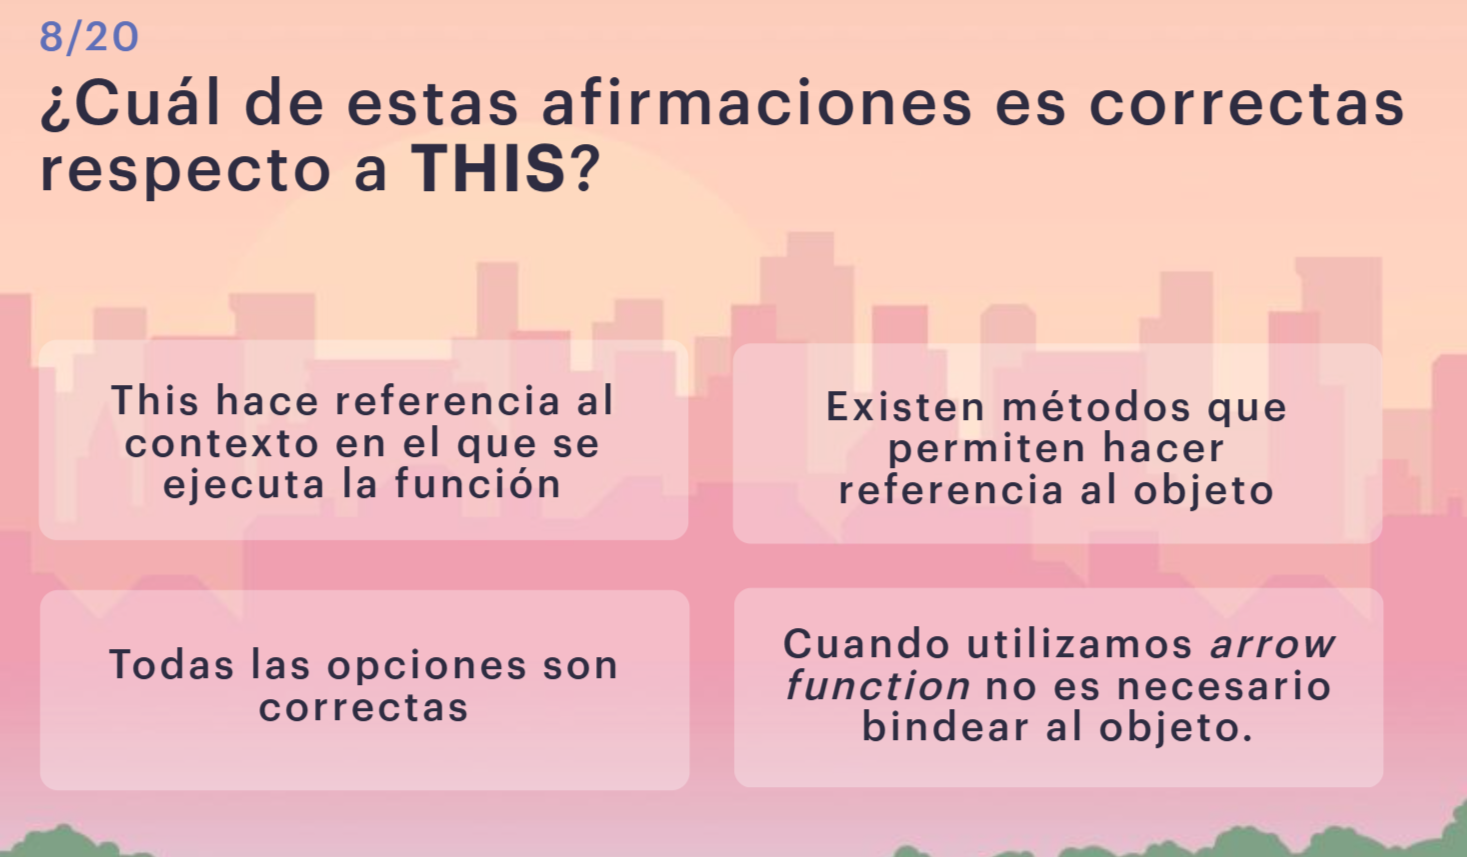 8/20
¿Cuál de estas afirmaciones es correctas
respecto a THIS?
This hace referencia al
contexto en el que se
ejecuta la función
Existen métodos que
permiten hacer
referencia al objeto
Todas las opciones son
correctas
Cuando utilizamos arrow
function no es necesario
bindear al objeto.